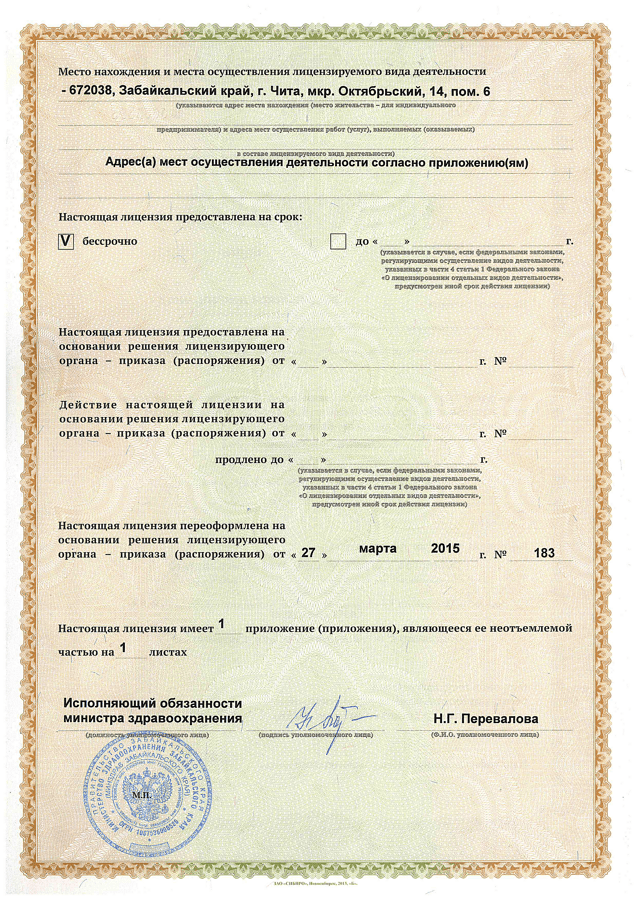 Место нахождения и места осуществления лицензируемого вида деятельности
- 672038, Забайкальский край, г. Чита, мкр. Октябрьский, 14, пом. 6
(указываются адрес места нахождения (место жительства – для индивидуального
предпринимателя) и адреса мест осуществления работ (услуг), выполняемых (оказываемых)
в составе лицензируемого вида деятельности)
Адрес(а) мест осуществления деятельности согласно приложению(ям)
Настоящая лицензия предоставлена на срок:
V бессрочно до « » г.
(указывается в случае, если федеральными законами,
регулирующими осуществление видов деятельности,
указанных в части 4 статьи 1 Федерального закона
«О лицензировании отдельных видов деятельности»,
предусмотрен иной срок действия лицензии)
Настоящая лицензия предоставлена на
основании решения лицензирующего
органа – приказа (распоряжения) от « » г. №
Действие настоящей лицензии на
основании решения лицензирующего
органа – приказа (распоряжения) от « » г. №
продлено до « » г.
(указывается в случае, если федеральными законами,
регулирующими осуществление видов деятельности,
указанных в части 4 статьи 1 Федерального закона
«О лицензировании отдельных видов деятельности»,
предусмотрен иной срок действия лицензии)
Настоящая лицензия переоформлена на
основании решения лицензирующего
органа – приказа (распоряжения) от « 27 » марта 2015 г. № 183
Настоящая лицензия имеет 1 приложение (приложения), являющееся ее неотъемлемой
частью на 1 листах
Исполняющий обязанности
министра здравоохранения Н.Г. Перевалова
(должность уполномоченного лица) (подпись уполномоченного лица) (Ф.И.О. уполномоченного лица)
ПРАВИТЕЛЬСТВО ЗАБАЙКАЛЬСКОГО КРАЯ
МИНИСТЕРСТВО ЗДРАВООХРАНЕНИЯ ЗАБАЙКАЛЬСКОГО КРАЯ
(МИНЗДРАВ ЗАБАЙКАЛЬСКОГО КРАЯ)
М.П.